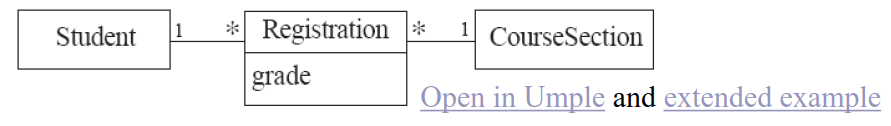 Student 1 * Registration * 1 CourseSection
grade
Open in Umple and extended example